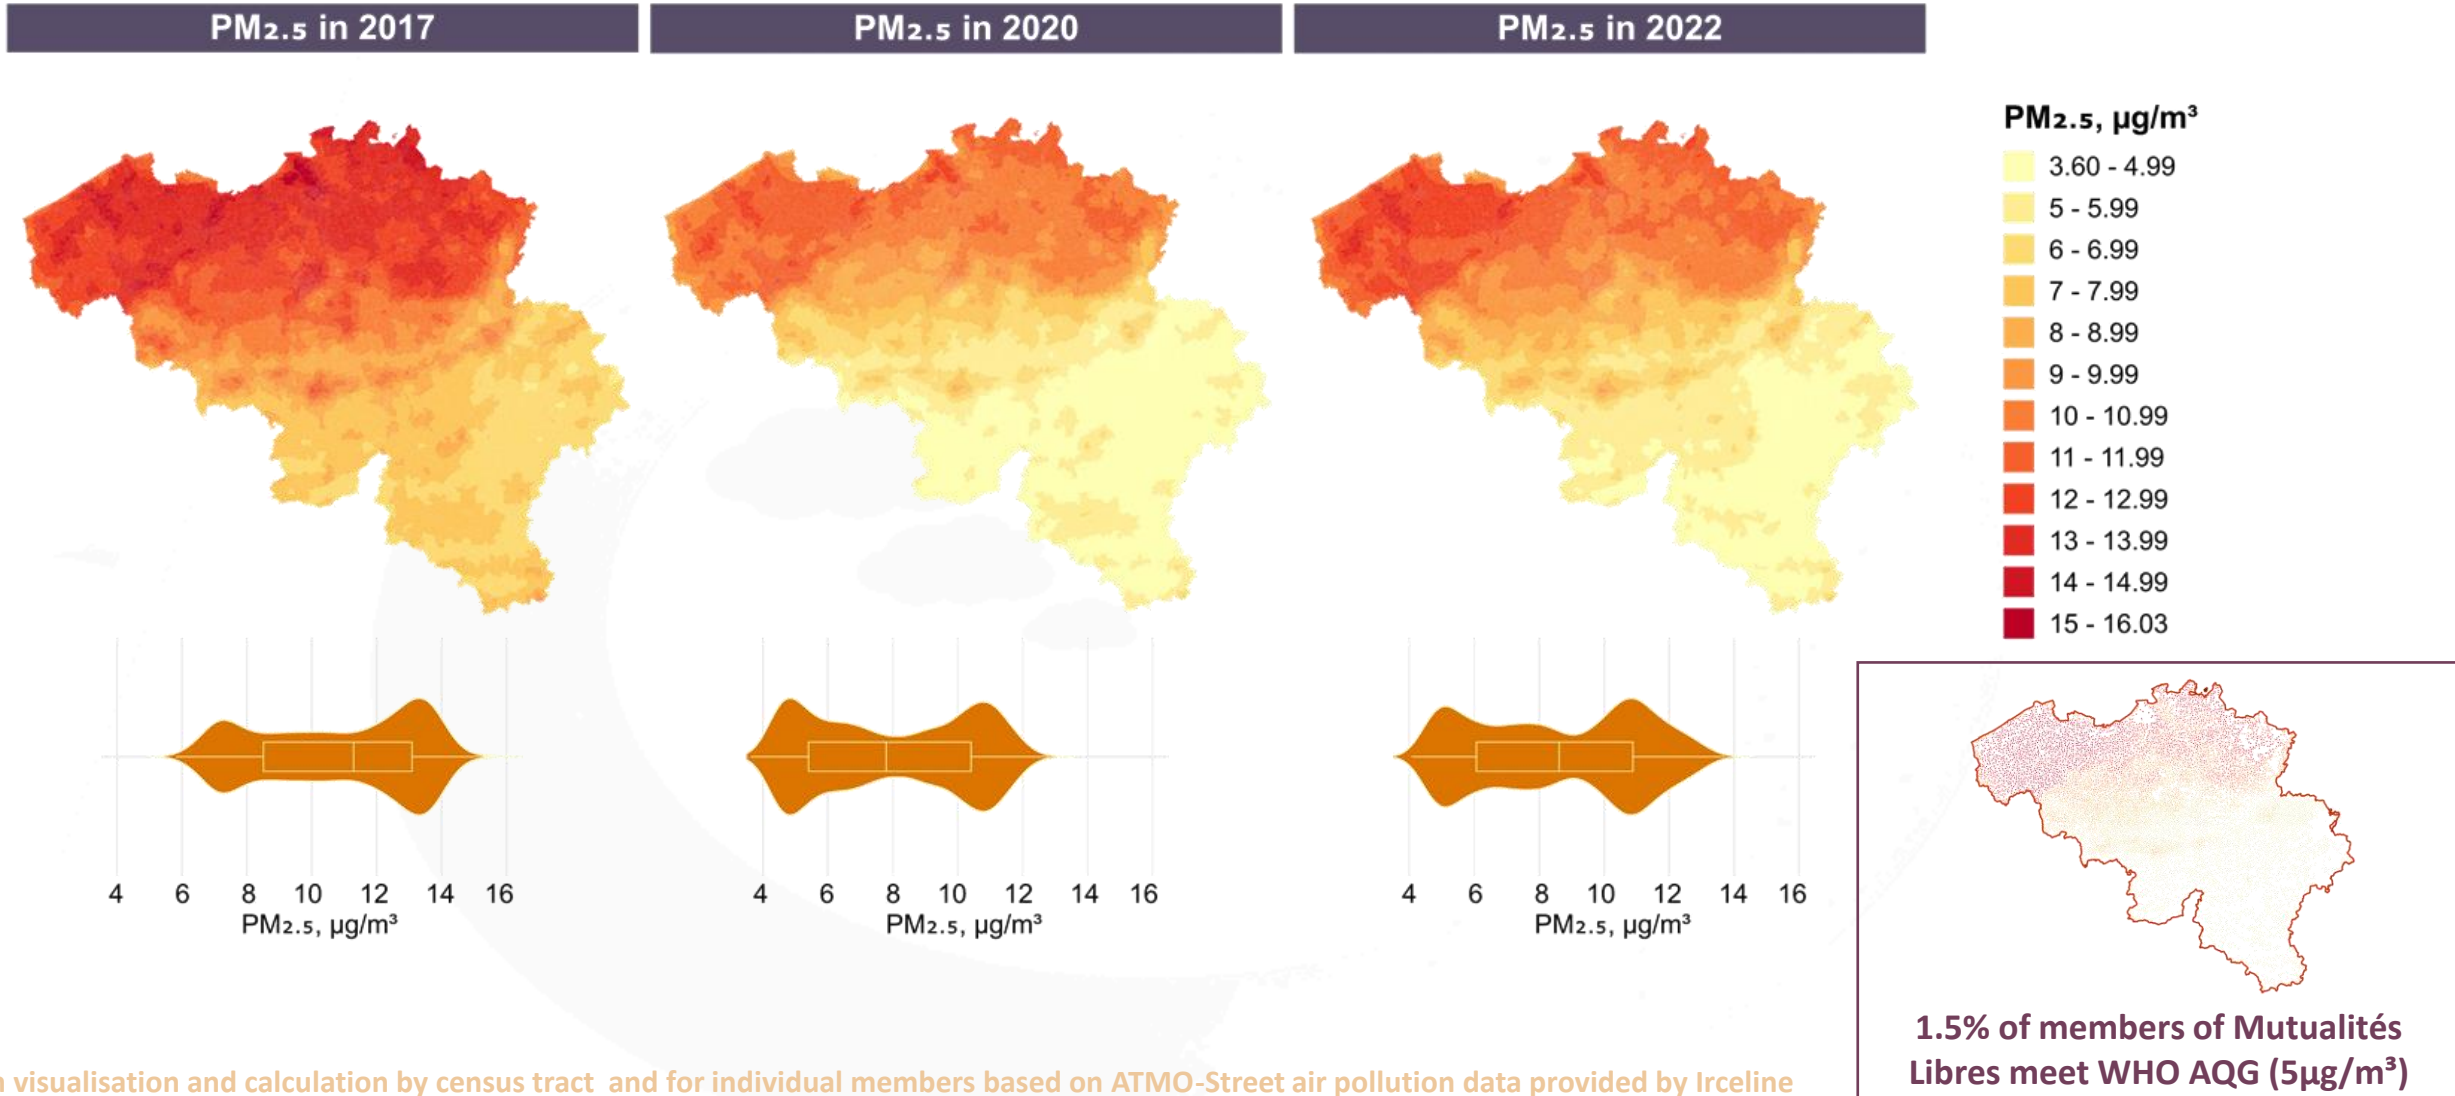 PM₂.₅ in 2017
PM₂.₅ in 2020
PM₂.₅ in 2022
PM₂.₅, µg/m³
3.60 - 4.99
5 - 5.99
6 - 6.99
7 - 7.99
8 - 8.99
9 - 9.99
10 - 10.99
11 - 11.99
12 - 12.99
13 - 13.99
14 - 14.99
15 - 16.03
4 6 8 10 12 14 16
PM₂.₅, µg/m³
4 6 8 10 12 14 16
PM₂.₅, µg/m³
4 6 8 10 12 14 16
PM₂.₅, µg/m³
1.5% of members of Mutualités
Libres meet WHO AQG (5µg/m³)
visualisation and calculation by census tract and for individual members based on ATMO-Street air pollution data provided by Irceline